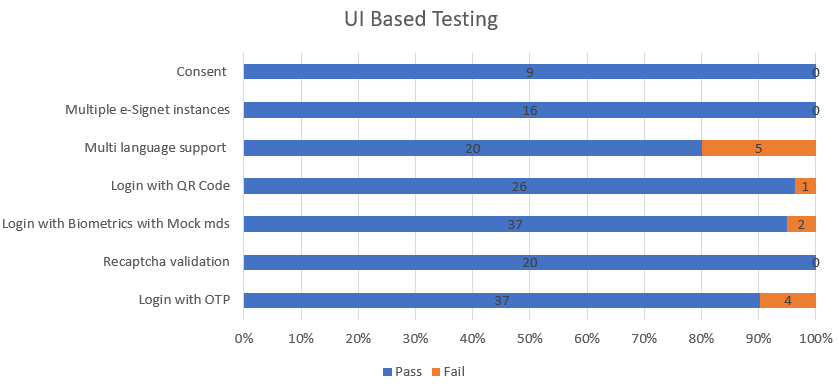 UI Based Testing
Consent 9 0
Multiple e-Signet instances 16 0
Multi language support 20 5
Login with QR Code 26 1
Login with Biometrics with Mock mds 37 2
Recaptcha validation 20 0
Login with OTP 37 4
0% 10% 20% 30% 40% 50% 60% 70% 80% 90% 100%
Pass Fail